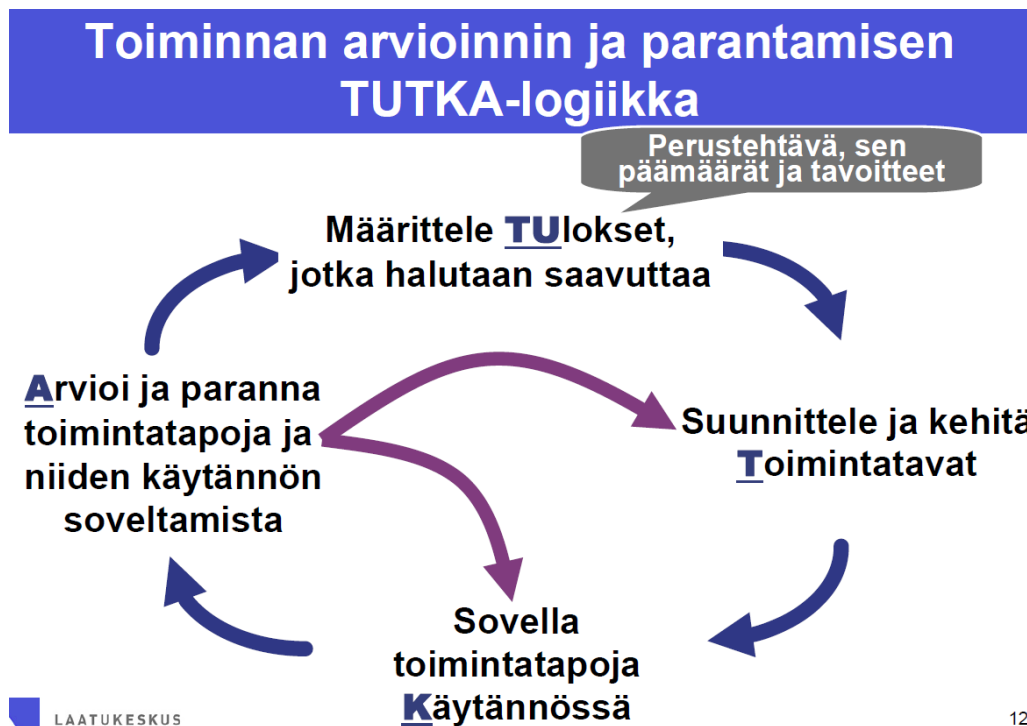 Toiminnan arvioinnin ja parantamisen
TUTKA-logiikka
Perustehtävä, sen
päämäärät ja tavoitteet
Määrittele TUlokset,
jotka halutaan saavuttaa
Arvioi ja paranna
toimintatapoja ja
niiden käytännön
soveltamista
Suunnittele ja kehitä
Toimintatavat
Sovella
toimintatapoja
Käytännössä
LAATUKESKUS
12